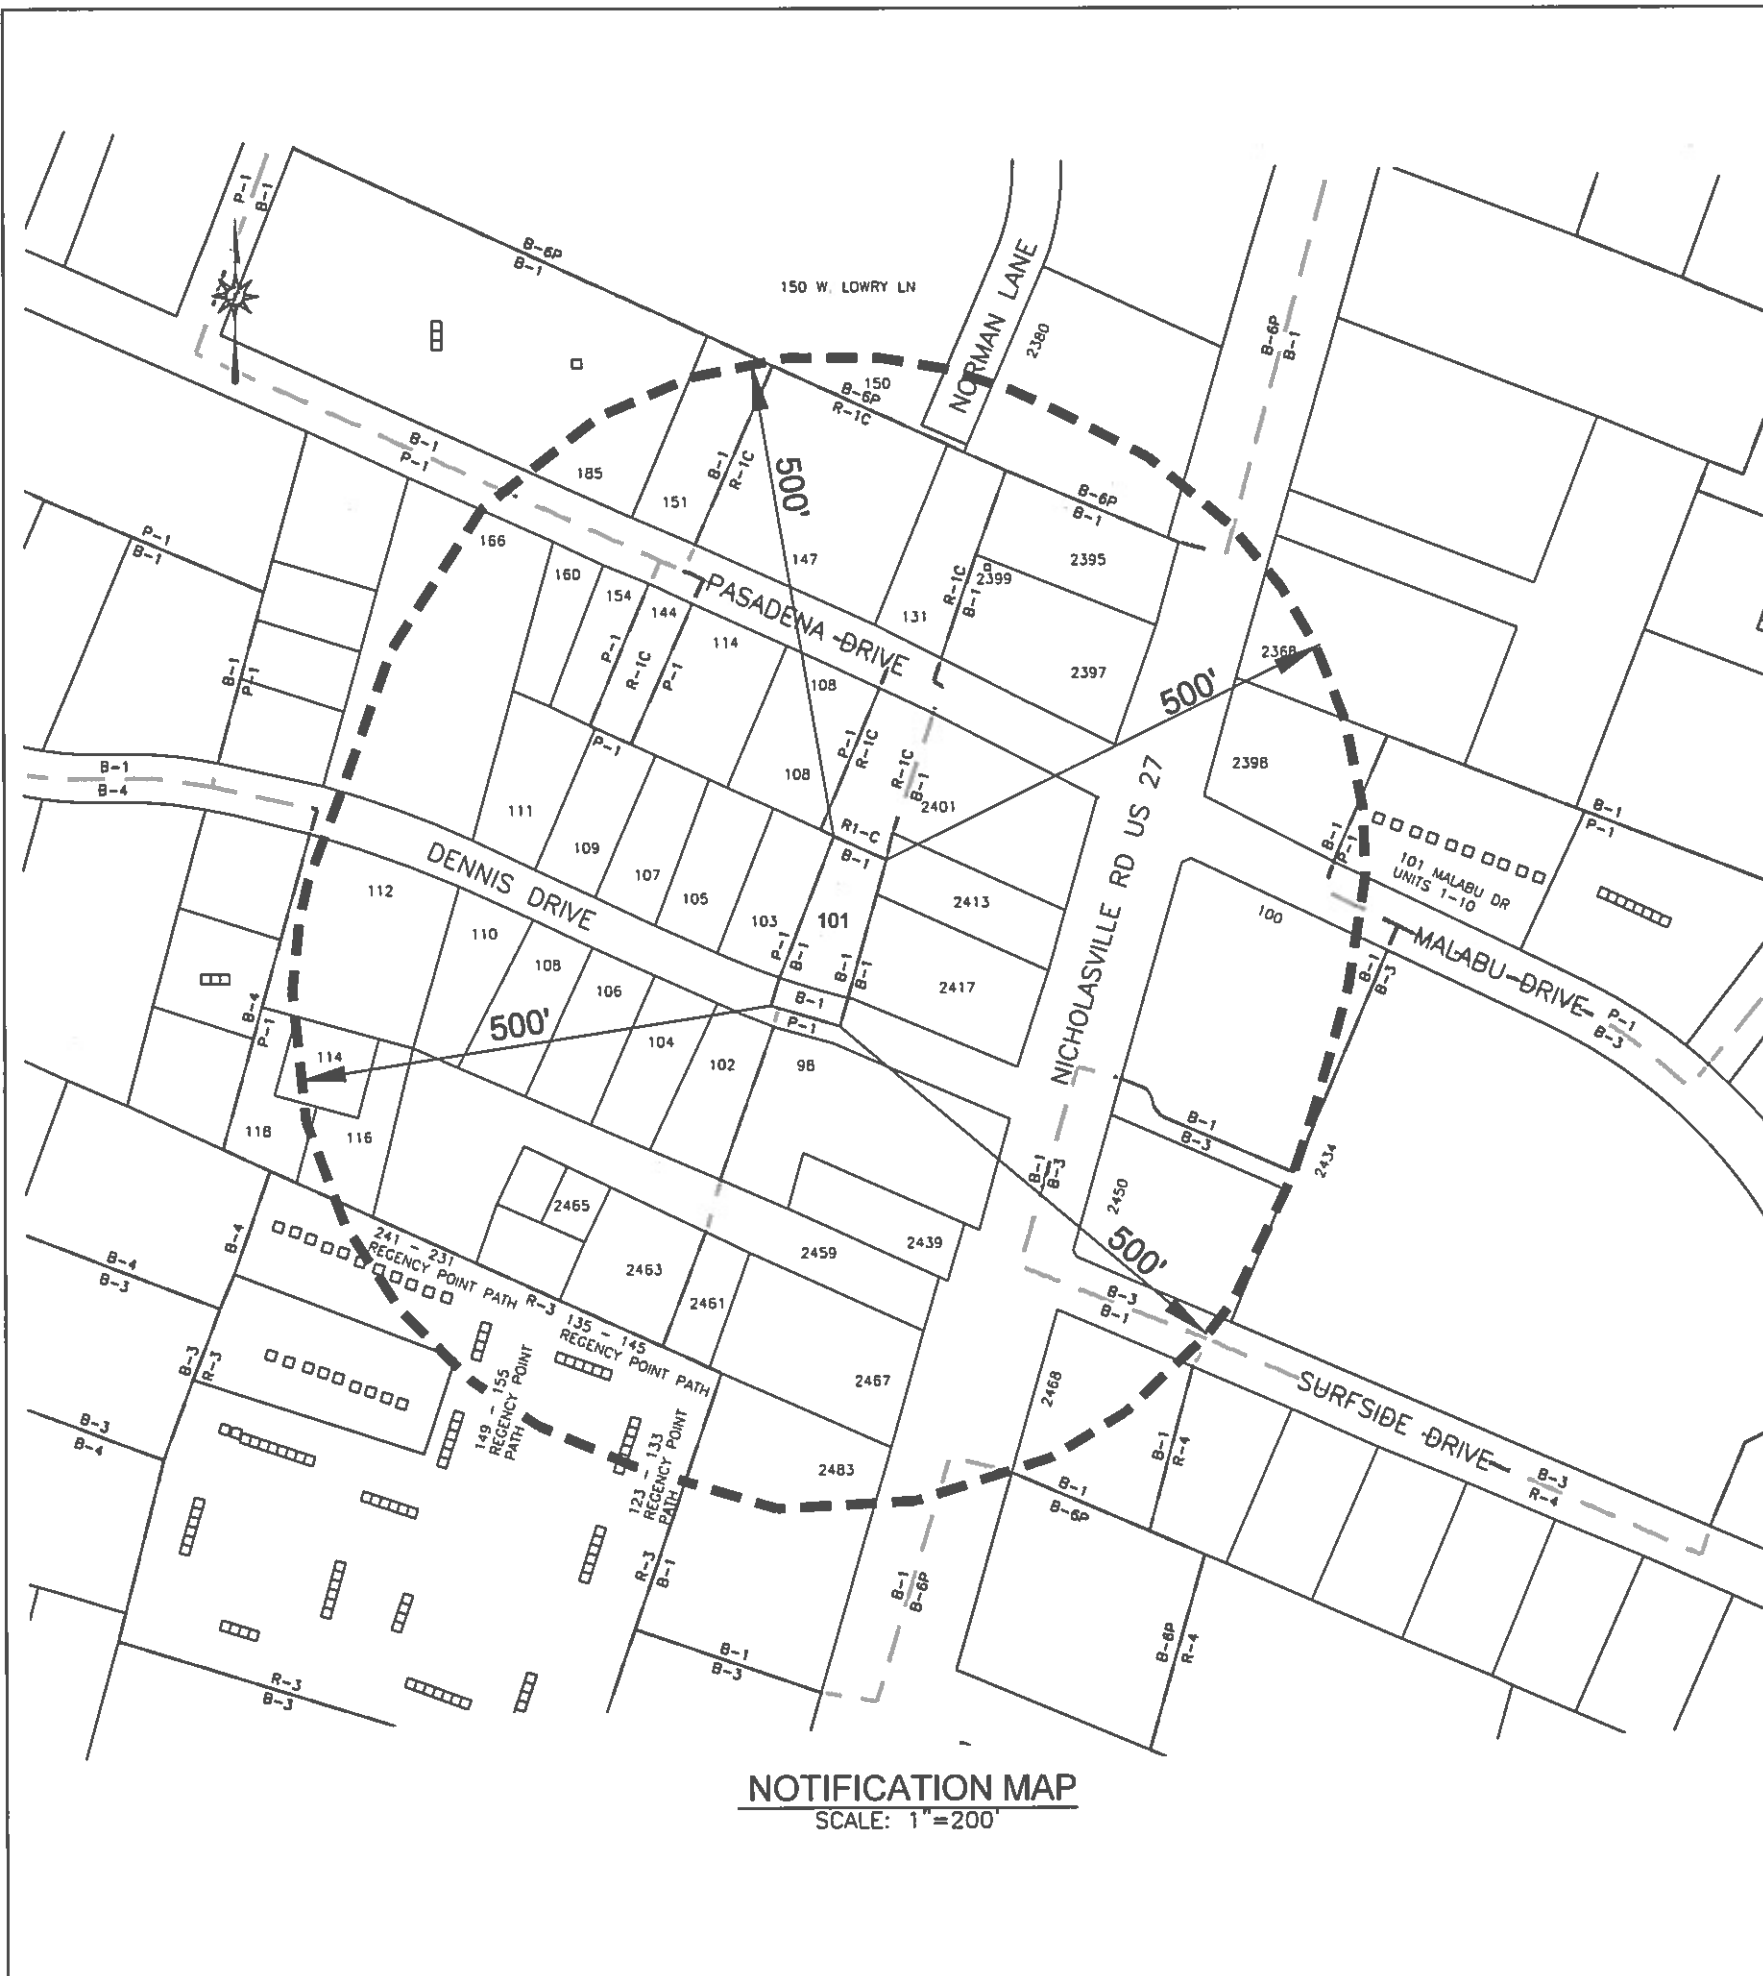 P-1
B-1
B-6P
B-1
150 W. LOWRY LN
NORMAN LANE
2380
B-6P
B-1
150
B-6P
R-1C
B-1
P-1
185
151
B-1
R-1C
500'
B-6P
B-1
P-1
B-1
166
160
154
144
147
2395
2399
R-1C
B-1
131
PASADENA DRIVE
114
P-1
R-1C
P-1
2397
2368
500'
B-1
P-1
108
P-1
P-1
R-1C
R-1C
B-1
108
2401
2398
B-1
B-4
111
109
107
105
103
R1-C
B-1
101
2413
2417
NICHOLASVILLE RD US 27
B-1
P-1
B-1
P-1
101 MALABU DR
UNITS 1-10
100
MALABU DRIVE
B-1
B-3
P-1
B-3
DENNIS DRIVE
112
110
108
106
104
102
98
P-1
B-1
B-1
B-1
B-1
P-1
500'
B-4
P-1
114
118
116
B-1
B-3
B-1
B-3
2450
2434
500'
2465
2463
2461
2459
2439
B-4
B-4
B-3
241 - 231
REGENCY POINT PATH
R-3
135 - 145
REGENCY POINT PATH
B-3
B-1
B-3
R-3
149 - 155
REGENCY POINT
PATH
2467
2468
SURFSIDE DRIVE
B-3
B-4
123 - 133
REGENCY POINT
PATH
2483
B-1
R-4
B-3
R-4
B-1
B-6P
R-3
B-1
B-1
B-6P
B-6P
R-4
B-1
B-3
R-3
B-3
NOTIFICATION MAP
SCALE: 1"=200'